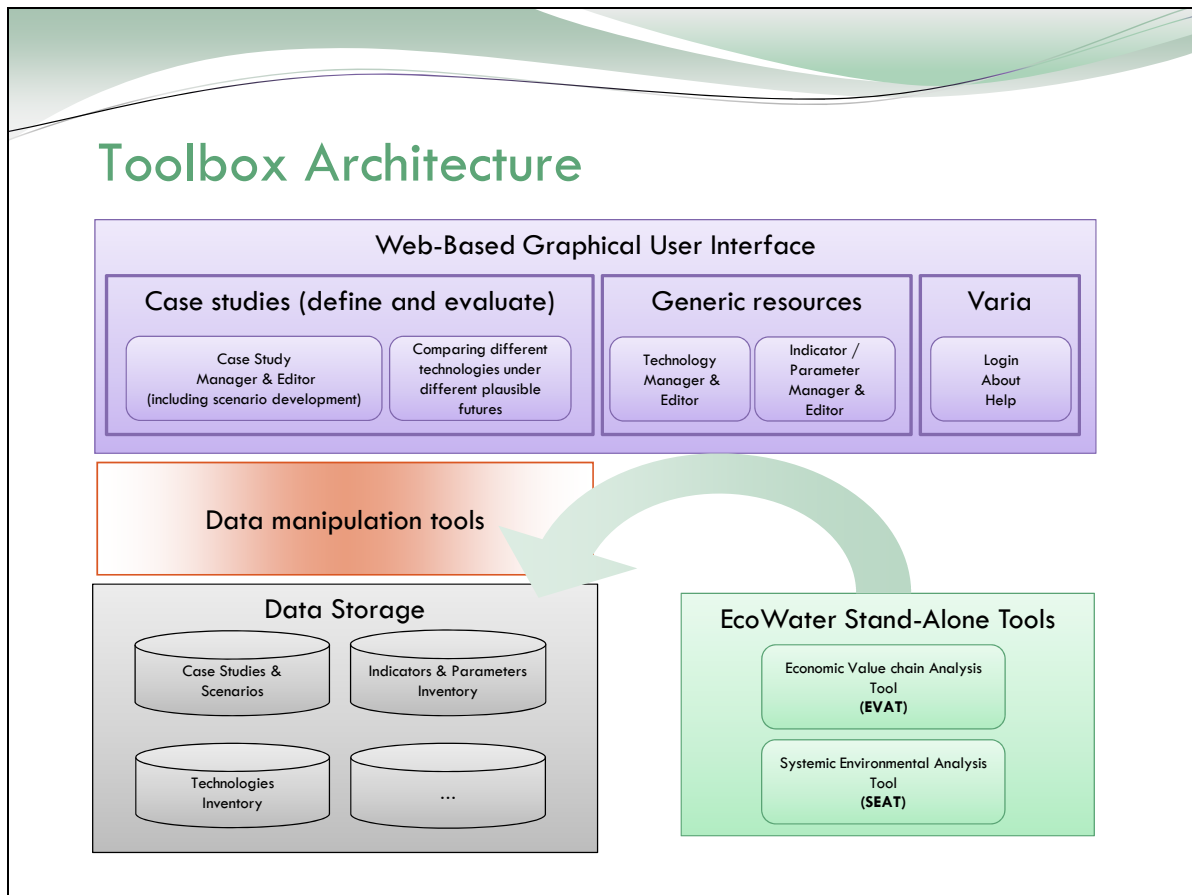 Toolbox Architecture
Web-Based Graphical User Interface
Case studies (define and evaluate)
Case Study
Manager & Editor
(including scenario development)
Comparing different
technologies under
different plausible
futures
Generic resources
Technology
Manager &
Editor
Indicator /
Parameter
Manager &
Editor
Varia
Login
About
Help
Data manipulation tools
Data Storage
Case Studies &
Scenarios
Indicators & Parameters
Inventory
Technologies
Inventory
...
EcoWater Stand-Alone Tools
Economic Value chain Analysis
Tool
(EVAT)
Systemic Environmental Analysis
Tool
(SEAT)